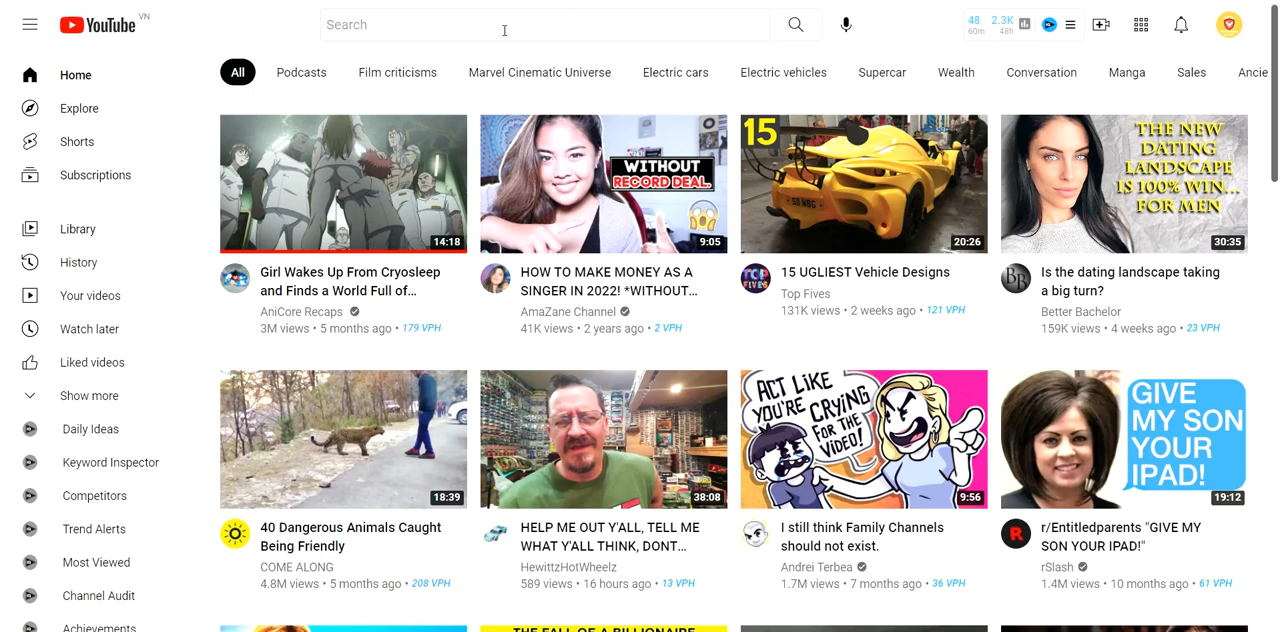 YouTube VN
Search
48 2.3K
60m 48h
Home
Explore
Shorts
Subscriptions
Library
History
Your videos
Watch later
Liked videos
Show more
Daily Ideas
Keyword Inspector
Competitors
Trend Alerts
Most Viewed
Channel Audit
Achievements
All Podcasts Film criticisms Marvel Cinematic Universe Electric cars Electric vehicles Supercar Wealth Conversation Manga Sales Ancie
14:18
Girl Wakes Up From Cryosleep
and Finds a World Full of...
AniCore Recaps
3M views • 5 months ago • 179 VPH
WITHOUT
RECORD DEAL.
9:05
HOW TO MAKE MONEY AS A
SINGER IN 2022! *WITHOUT...
AmaZane Channel
41K views • 2 years ago • 2 VPH
15
20:26
TOP
FIVES
15 UGLIEST Vehicle Designs
Top Fives
131K views • 2 weeks ago • 121 VPH
THE NEW
DATING
LANDSCAPE
IS 100% WIN...
FOR MEN
30:35
BB
Is the dating landscape taking
a big turn?
Better Bachelor
159K views • 4 weeks ago • 23 VPH
18:39
40 Dangerous Animals Caught
Being Friendly
COME ALONG
4.8M views • 5 months ago • 208 VPH
38:08
HELP ME OUT Y'ALL, TELL ME
WHAT Y'ALL THINK, DONT...
HewittzHotWheelz
589 views • 16 hours ago • 13 VPH
ACT LIKE
YOU'RE CRYING
FOR THE
VIDEO!
9:56
I still think Family Channels
should not exist.
Andrei Terbea
1.7M views • 7 months ago • 36 VPH
GIVE
MY SON
YOUR
IPAD!
19:12
R
r/Entitledparents "GIVE MY
SON YOUR IPAD!"
rSlash
1.4M views • 10 months ago • 61 VPH
THE FALL OF A BILLIONAIRE